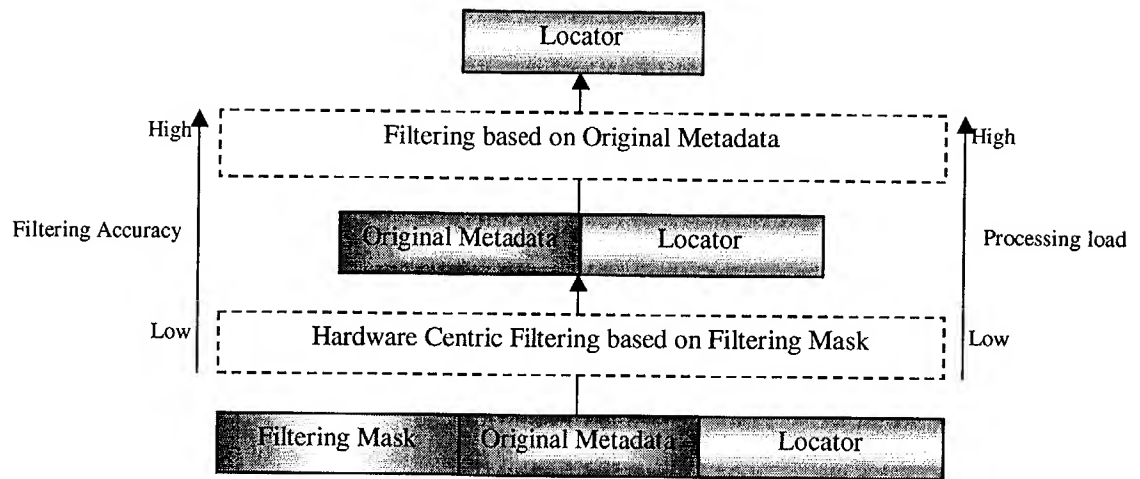 Locator
High
Filtering based on Original Metadata
High
Filtering Accuracy
Original Metadata
Locator
Processing load
Low
Hardware Centric Filtering based on Filtering Mask
Low
Filtering Mask
Original Metadata
Locator